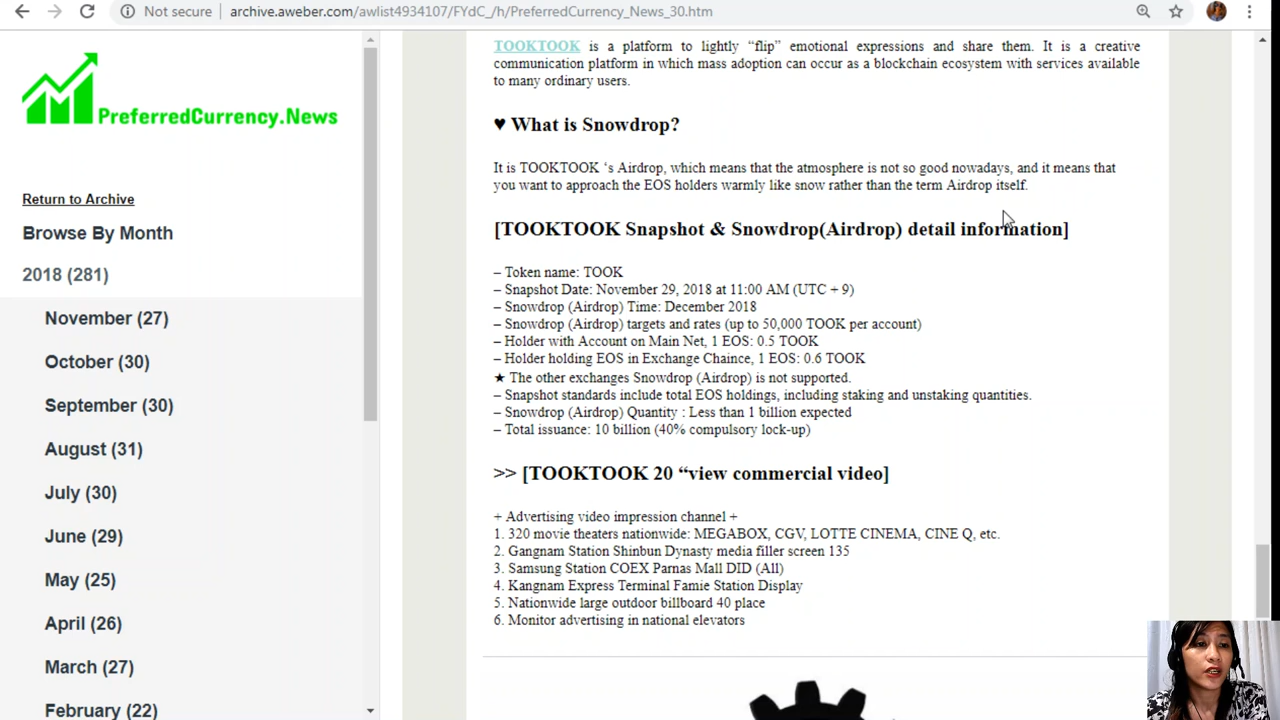 Not secure | archive.aweber.com/awlist4934107/FYdC_/h/PreferredCurrency_News_30.htm
PreferredCurrency.News
Return to Archive
Browse By Month
2018 (281)
November (27)
October (30)
September (30)
August (31)
July (30)
June (29)
May (25)
April (26)
March (27)
February (22)
TOOKTOOK is a platform to lightly “flip” emotional expressions and share them. It is a creative
communication platform in which mass adoption can occur as a blockchain ecosystem with services available
to many ordinary users.
♥ What is Snowdrop?
It is TOOKTOOK ‘s Airdrop, which means that the atmosphere is not so good nowadays, and it means that
you want to approach the EOS holders warmly like snow rather than the term Airdrop itself.
[TOOKTOOK Snapshot & Snowdrop(Airdrop) detail information]
– Token name: TOOK
– Snapshot Date: November 29, 2018 at 11:00 AM (UTC + 9)
– Snowdrop (Airdrop) Time: December 2018
– Snowdrop (Airdrop) targets and rates (up to 50,000 TOOK per account)
– Holder with Account on Main Net, 1 EOS: 0.5 TOOK
– Holder holding EOS in Exchange Chaince, 1 EOS: 0.6 TOOK
★ The other exchanges Snowdrop (Airdrop) is not supported.
– Snapshot standards include total EOS holdings, including staking and unstaking quantities.
– Snowdrop (Airdrop) Quantity : Less than 1 billion expected
– Total issuance: 10 billion (40% compulsory lock-up)
>> [TOOKTOOK 20 “view commercial video]
+ Advertising video impression channel +
1. 320 movie theaters nationwide: MEGABOX, CGV, LOTTE CINEMA, CINE Q, etc.
2. Gangnam Station Shinbun Dynasty media filler screen 135
3. Samsung Station COEX Parnas Mall DID (All)
4. Kangnam Express Terminal Famie Station Display
5. Nationwide large outdoor billboard 40 place
6. Monitor advertising in national elevators